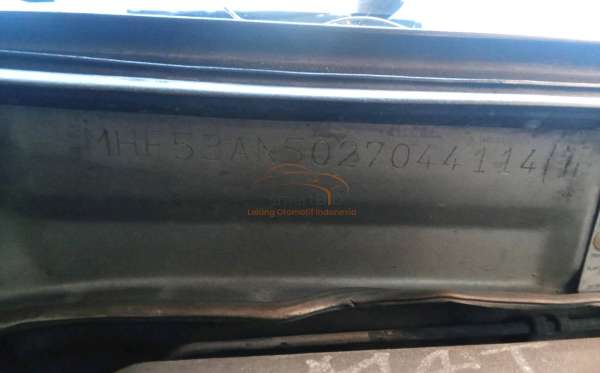 MHF53AN5027044114
Lelang Otomotif Indonesia